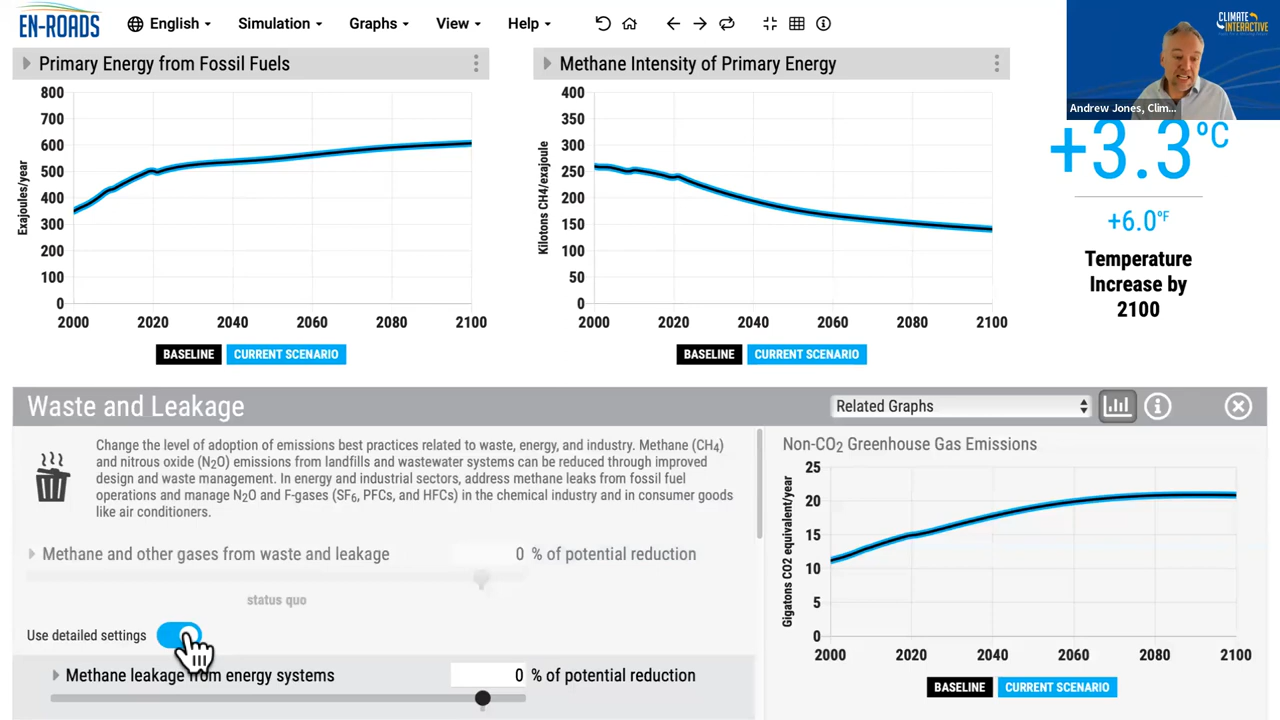 EN-ROADS
English
Simulation
Graphs
View
Help
CLIMATE
INTERACTIVE
Andrew Jones, Clim...
Primary Energy from Fossil Fuels
Exajoules/year
800
700
600
500
400
300
200
100
0
2000 2020 2040 2060 2080 2100
BASELINE CURRENT SCENARIO
Methane Intensity of Primary Energy
Kilotons CH4/exajoule
400
350
300
250
200
150
100
50
0
2000 2020 2040 2060 2080 2100
BASELINE CURRENT SCENARIO
+3.3°C
+6.0°F
Temperature
Increase by
2100
Waste and Leakage
Related Graphs
Change the level of adoption of emissions best practices related to waste, energy, and industry. Methane (CH₄)
and nitrous oxide (N₂O) emissions from landfills and wastewater systems can be reduced through improved
design and waste management. In energy and industrial sectors, address methane leaks from fossil fuel
operations and manage N₂O and F-gases (SF₆, PFCs, and HFCs) in the chemical industry and in consumer goods
like air conditioners.
Methane and other gases from waste and leakage 0 % of potential reduction
status quo
Use detailed settings
Methane leakage from energy systems 0 % of potential reduction
Non-CO₂ Greenhouse Gas Emissions
Gigatons CO2 equivalent/year
25
20
15
10
5
0
2000 2020 2040 2060 2080 2100
BASELINE CURRENT SCENARIO